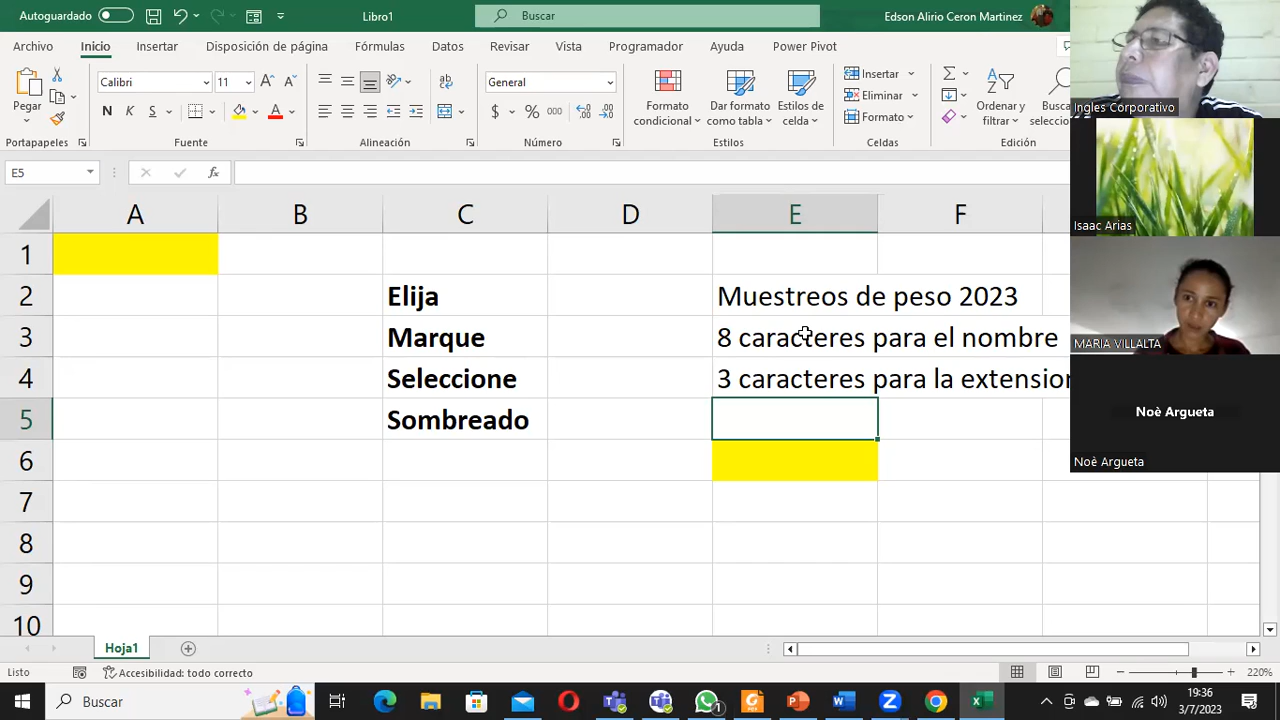 Autoguardado
Libro1
Buscar
Edson Alirio Ceron Martinez
Archivo
Inicio
Insertar
Disposición de página
Fórmulas
Datos
Revisar
Vista
Programador
Ayuda
Power Pivot
Pegar
Calibri
11
N K S
General
$ % 000
Formato condicional
Dar formato como tabla
Estilos de celda
Insertar
Eliminar
Formato
Ordenar y filtrar
Portapapeles
Fuente
Alineación
Número
Estilos
Celdas
Edición
E5
fx
A B C D E F
1
2 Elija Muestreos de peso 2023
3 Marque 8 caracteres para el nombre
4 Seleccione 3 caracteres para la extension
5 Sombreado
6
7
8
9
10
Ingles Corporativo
Isaac Arias
MARIA VILLALTA
Noè Argueta
Noè Argueta
Hoja1
Listo
Accesibilidad: todo correcto
220%
Buscar
19:36
3/7/2023